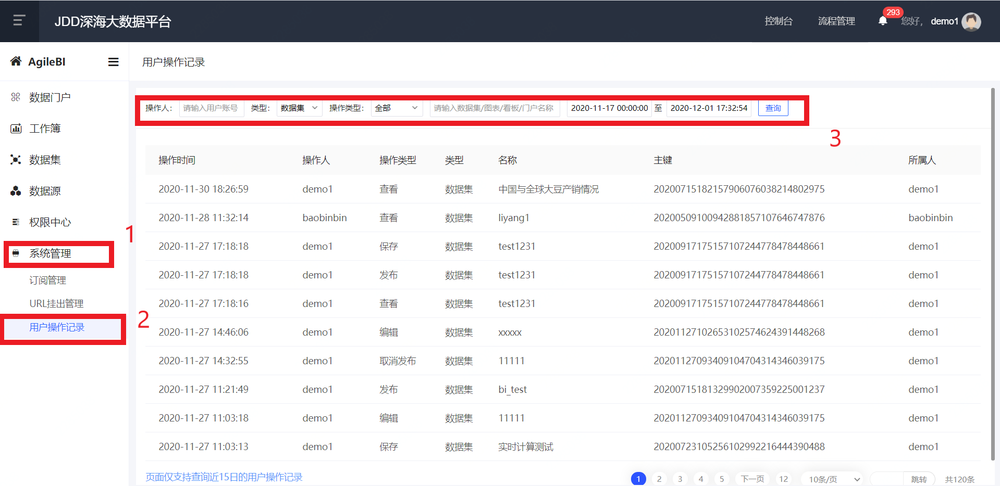 JDD深海大数据平台
控制台
流程管理
293
您好，
demo1
AgileBI
用户操作记录
数据门户
工作簿
数据集
数据源
权限中心
系统管理
订阅管理
URL挂出管理
用户操作记录
1
2
3
操作人： 请输入用户账号 类型： 数据集 操作类型： 全部 请输入数据集/图表/看板/门户名称 2020-11-17 00:00:00 至 2020-12-01 17:32:54 查询
操作时间 操作人 操作类型 类型 名称 主键 所属人
2020-11-30 18:26:59 demo1 查看 数据集 中国与全球大豆产销情况 20200715182157906076038214802975 demo1
2020-11-28 11:32:14 baobinbin 查看 数据集 liyang1 20200509100942881857107646747876 baobinbin
2020-11-27 17:18:18 demo1 保存 数据集 test1231 20200917175157107244778478448661 demo1
2020-11-27 17:18:18 demo1 发布 数据集 test1231 20200917175157107244778478448661 demo1
2020-11-27 17:18:16 demo1 查看 数据集 test1231 20200917175157107244778478448661 demo1
2020-11-27 14:46:06 demo1 编辑 数据集 xxxxx 20201127102653102574624391448268 demo1
2020-11-27 14:32:55 demo1 取消发布 数据集 11111 20201127093409104704314346039175 demo1
2020-11-27 11:21:49 demo1 发布 数据集 bi_test 20200715181329902007359225001237 demo1
2020-11-27 11:03:18 demo1 编辑 数据集 11111 20201127093409104704314346039175 demo1
2020-11-27 11:03:13 demo1 保存 数据集 实时计算测试 20200723105256102992216444390488 demo1
页面仅支持查询近15日的用户操作记录
1 2 3 4 5 下一页 12 10条/页 跳转 共120条